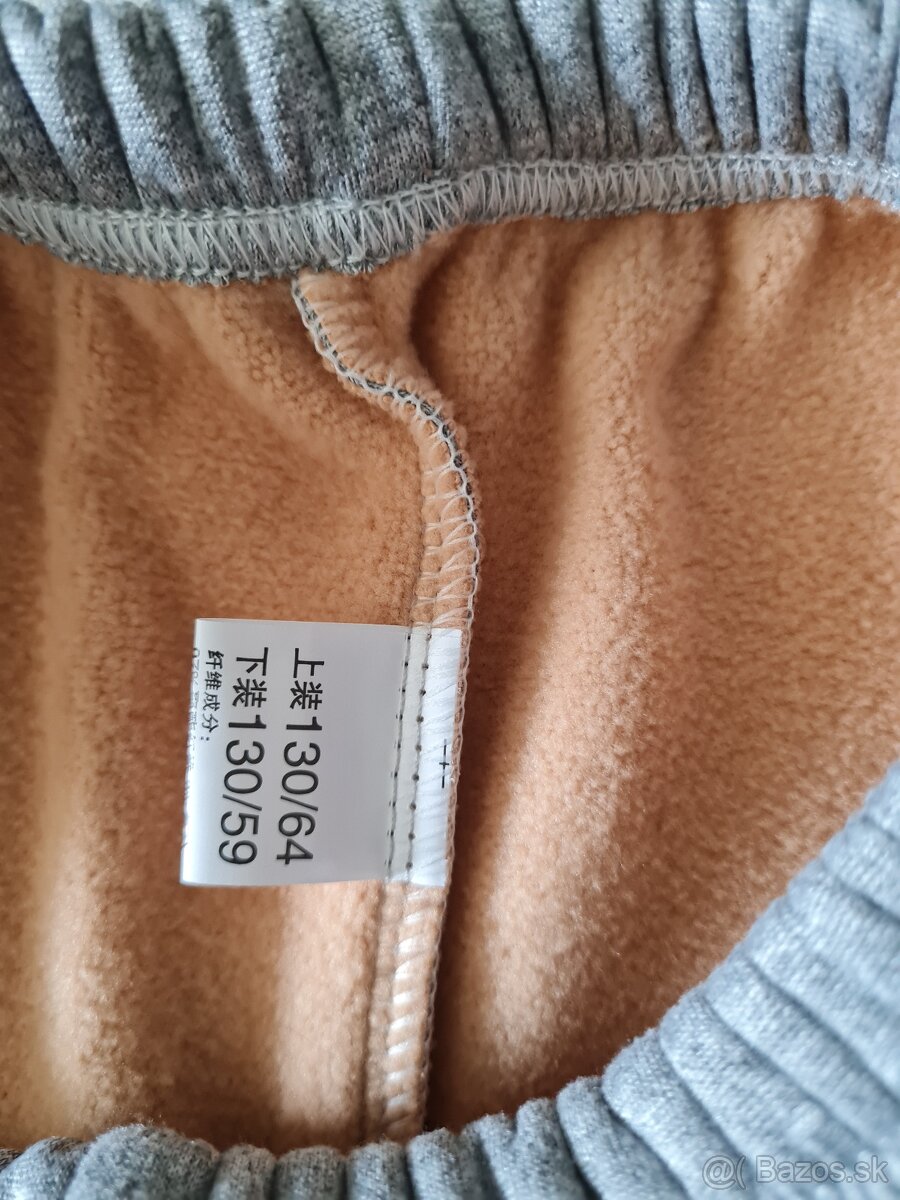 上装130/64
下装130/59
纤维成分：
@( Bazos.sk